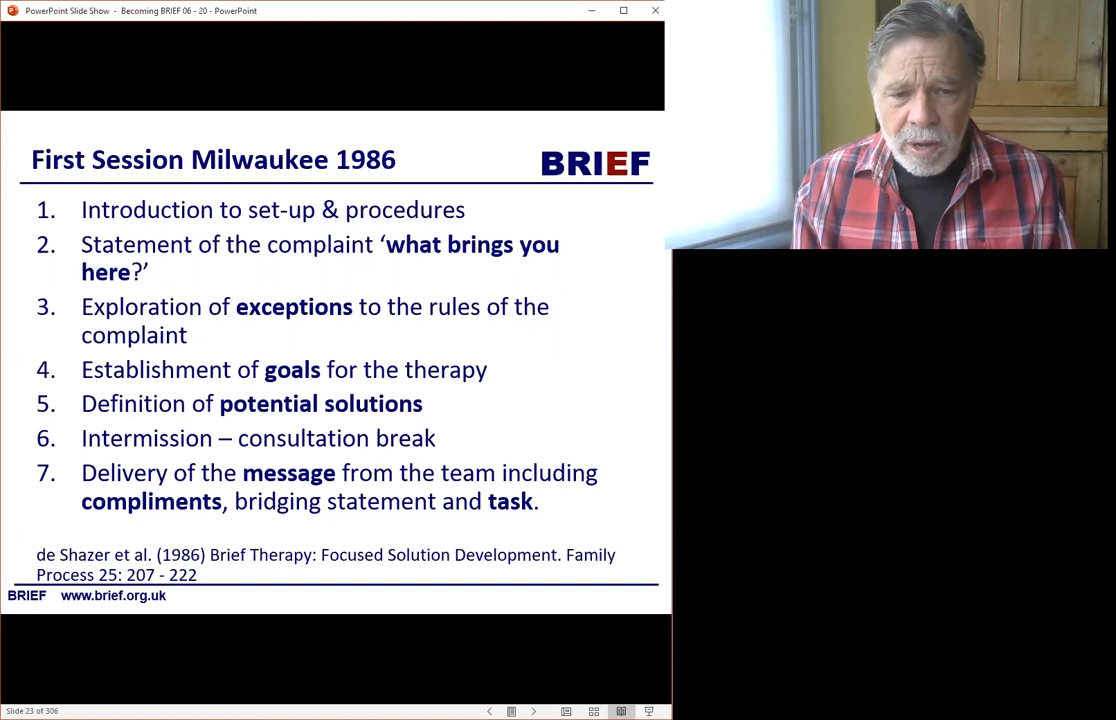 PowerPoint Slide Show - Becoming BRIEF 06 - 20 - PowerPoint
First Session Milwaukee 1986
BRIEF
1. Introduction to set-up & procedures
2. Statement of the complaint ‘what brings you
here?’
3. Exploration of exceptions to the rules of the
complaint
4. Establishment of goals for the therapy
5. Definition of potential solutions
6. Intermission – consultation break
7. Delivery of the message from the team including
compliments, bridging statement and task.
de Shazer et al. (1986) Brief Therapy: Focused Solution Development. Family
Process 25: 207 - 222
BRIEF www.brief.org.uk
Slide 23 of 306